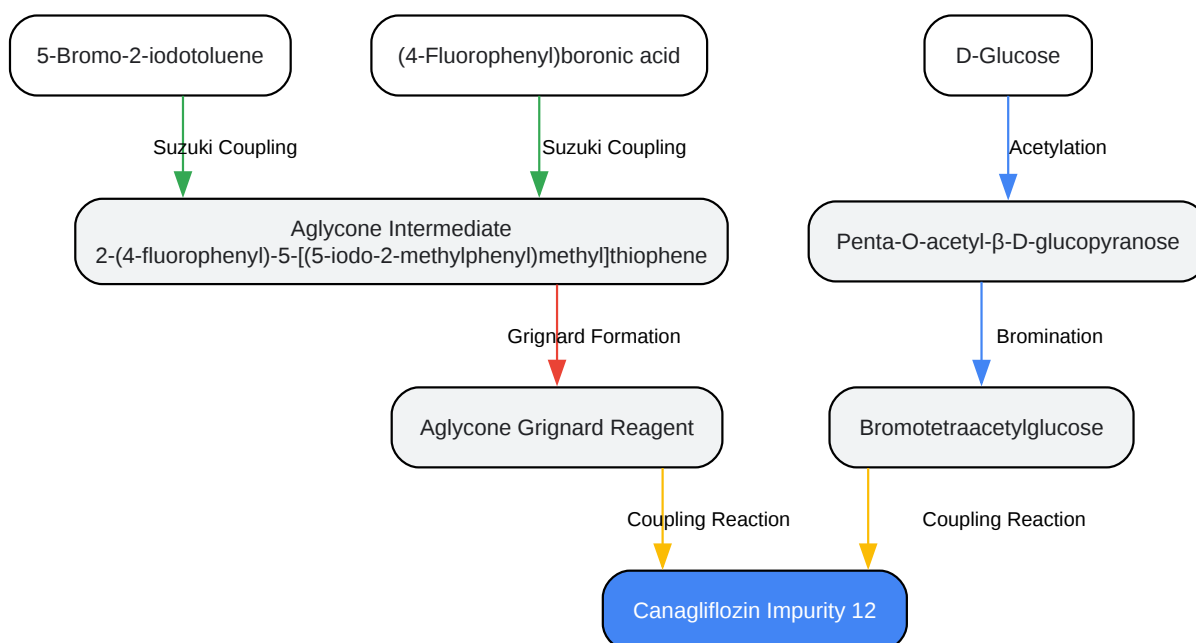 5-Bromo-2-iodotoluene
(4-Fluorophenyl)boronic acid
D-Glucose
Suzuki Coupling
Suzuki Coupling
Acetylation
Aglycone Intermediate
2-(4-fluorophenyl)-5-[(5-iodo-2-methylphenyl)methyl]thiophene
Penta-O-acetyl-β-D-glucopyranose
Grignard Formation
Bromination
Aglycone Grignard Reagent
Bromotetraacetylglucose
Coupling Reaction
Coupling Reaction
Canagliflozin Impurity 12